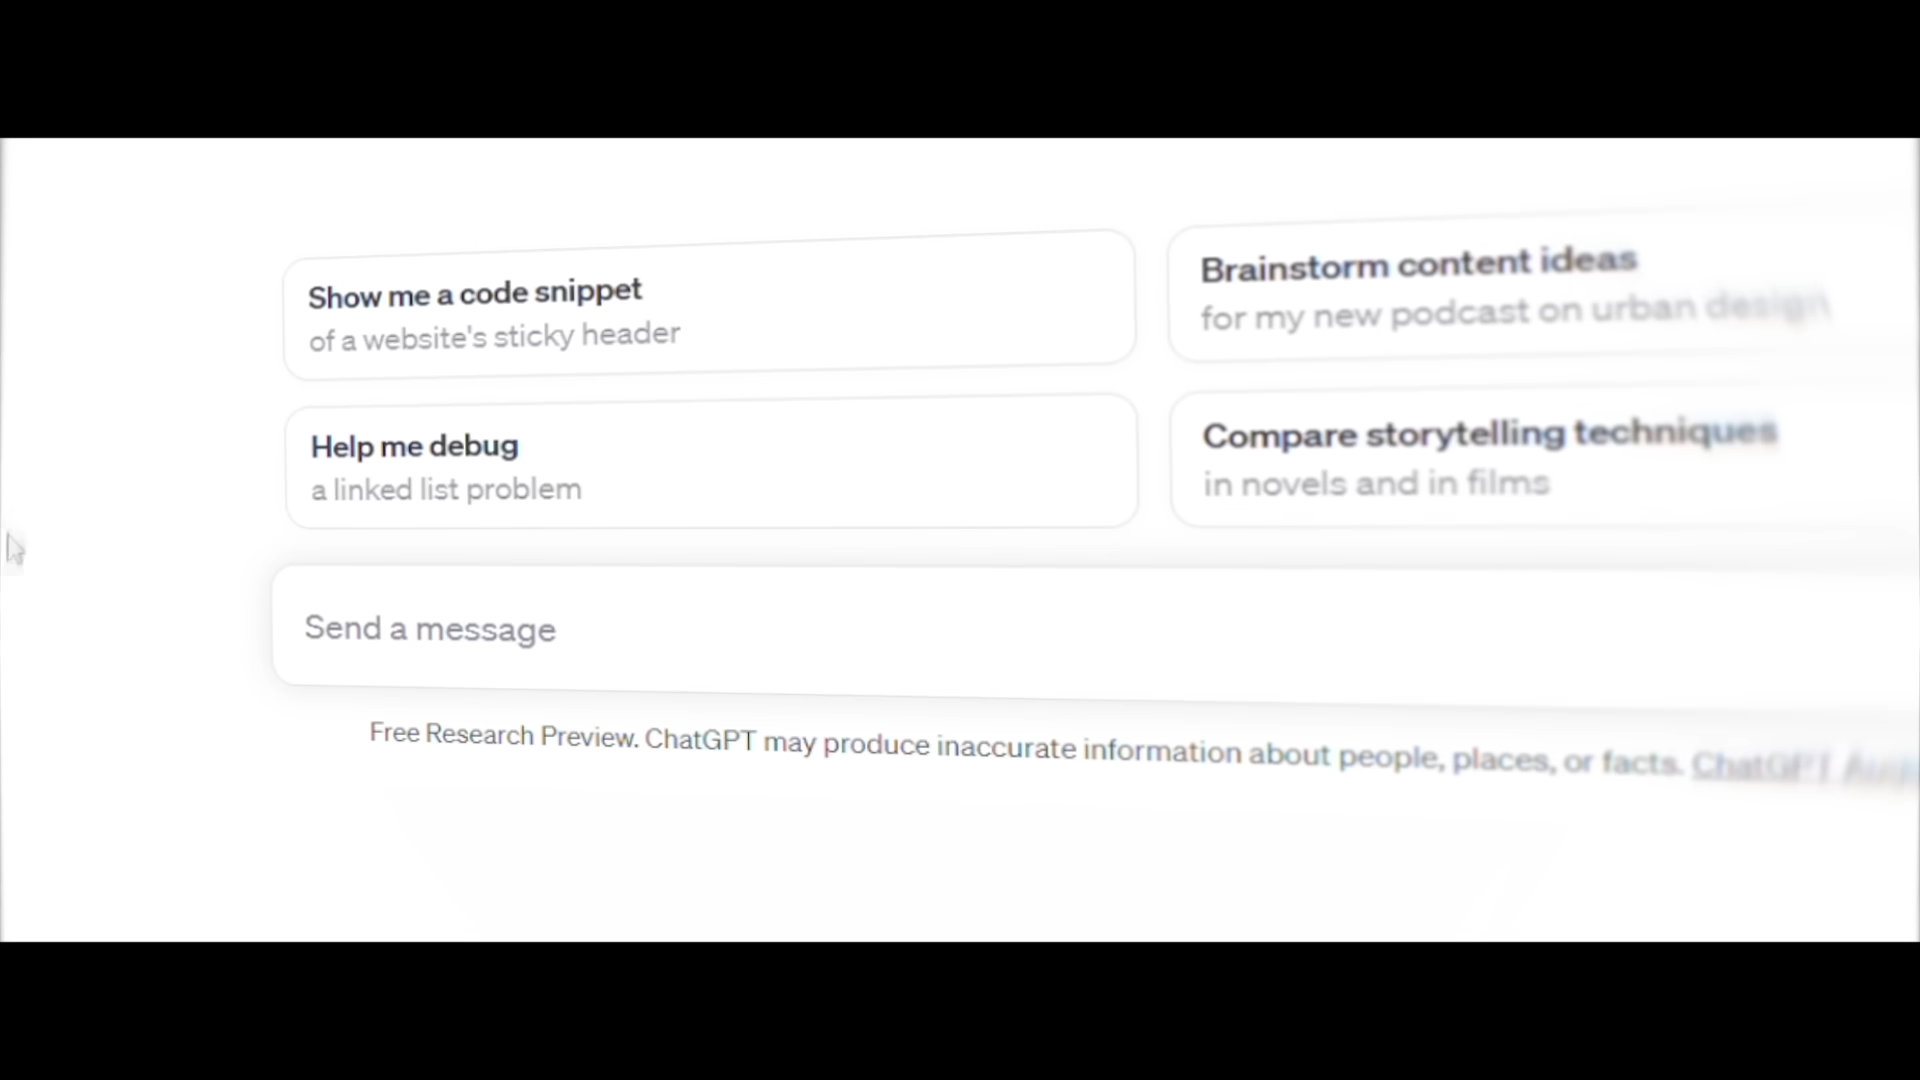 Show me a code snippet
of a website's sticky header
Brainstorm content ideas
for my new podcast on urban design
Help me debug
a linked list problem
Compare storytelling techniques
in novels and in films
Send a message
Free Research Preview. ChatGPT may produce inaccurate information about people, places, or facts. ChatGPT